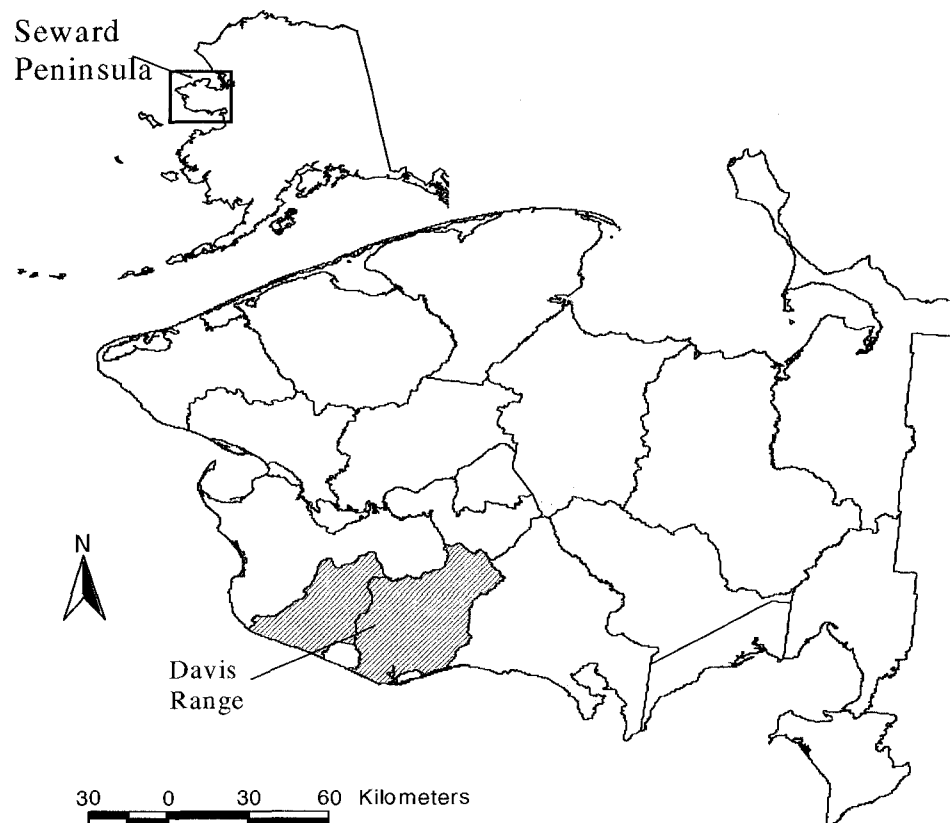 Seward
Peninsula
N
Davis
Range
30 0 30 60 Kilometers